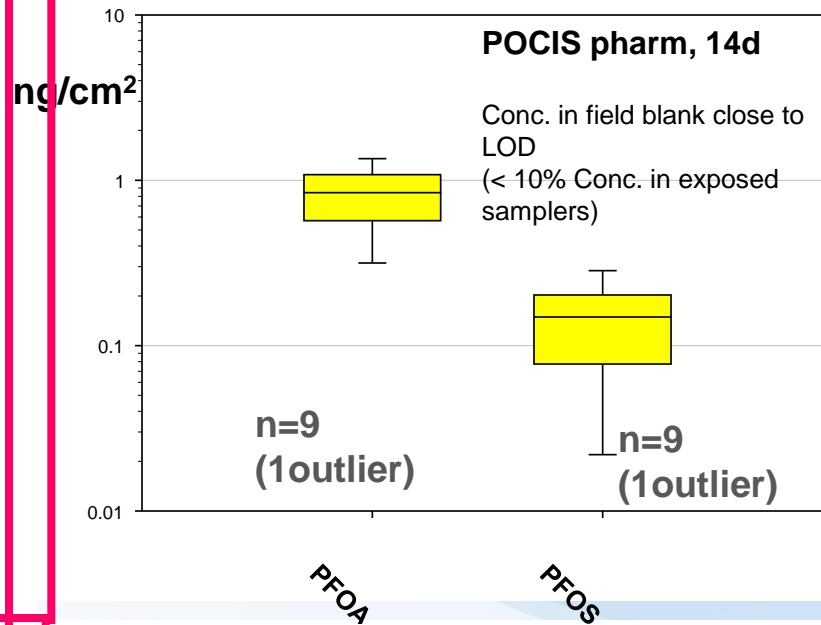 10
POCIS pharm, 14d
ng/cm²
Conc. in field blank close to
LOD
(< 10% Conc. in exposed
samplers)
1
0.1
n=9
(1outlier)
n=9
(1outlier)
0.01
PFOA
PFOS